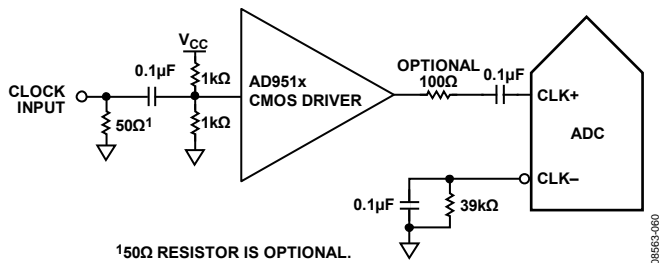 CLOCK
INPUT
50Ω¹
0.1µF
VCC
1kΩ
1kΩ
AD951x
CMOS DRIVER
OPTIONAL
100Ω
0.1µF
CLK+
ADC
CLK–
0.1µF
39kΩ
¹50Ω RESISTOR IS OPTIONAL.
08563-060